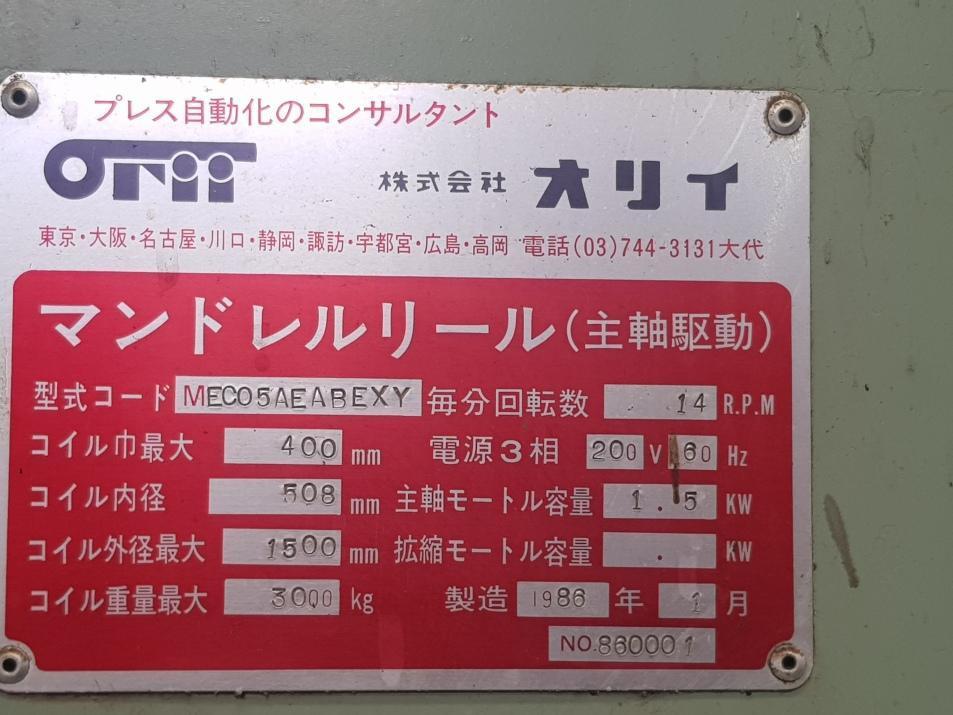 プレス自動化のコンサルタント
orii 株式会社 オリイ
東京・大阪・名古屋・川口・静岡・諏訪・宇都宮・広島・高岡 電話(03)744-3131大代
マンドレルリール(主軸駆動)
型式コード MEC05AEABEXY 毎分回転数 14 R.P.M
コイル巾最大 400 mm 電源3相 200 V 60 Hz
コイル内径 508 mm 主軸モートル容量 1.5 KW
コイル外径最大 1500 mm 拡縮モートル容量 . KW
コイル重量最大 3000 kg 製造 1986 年 1 月
NO.860001